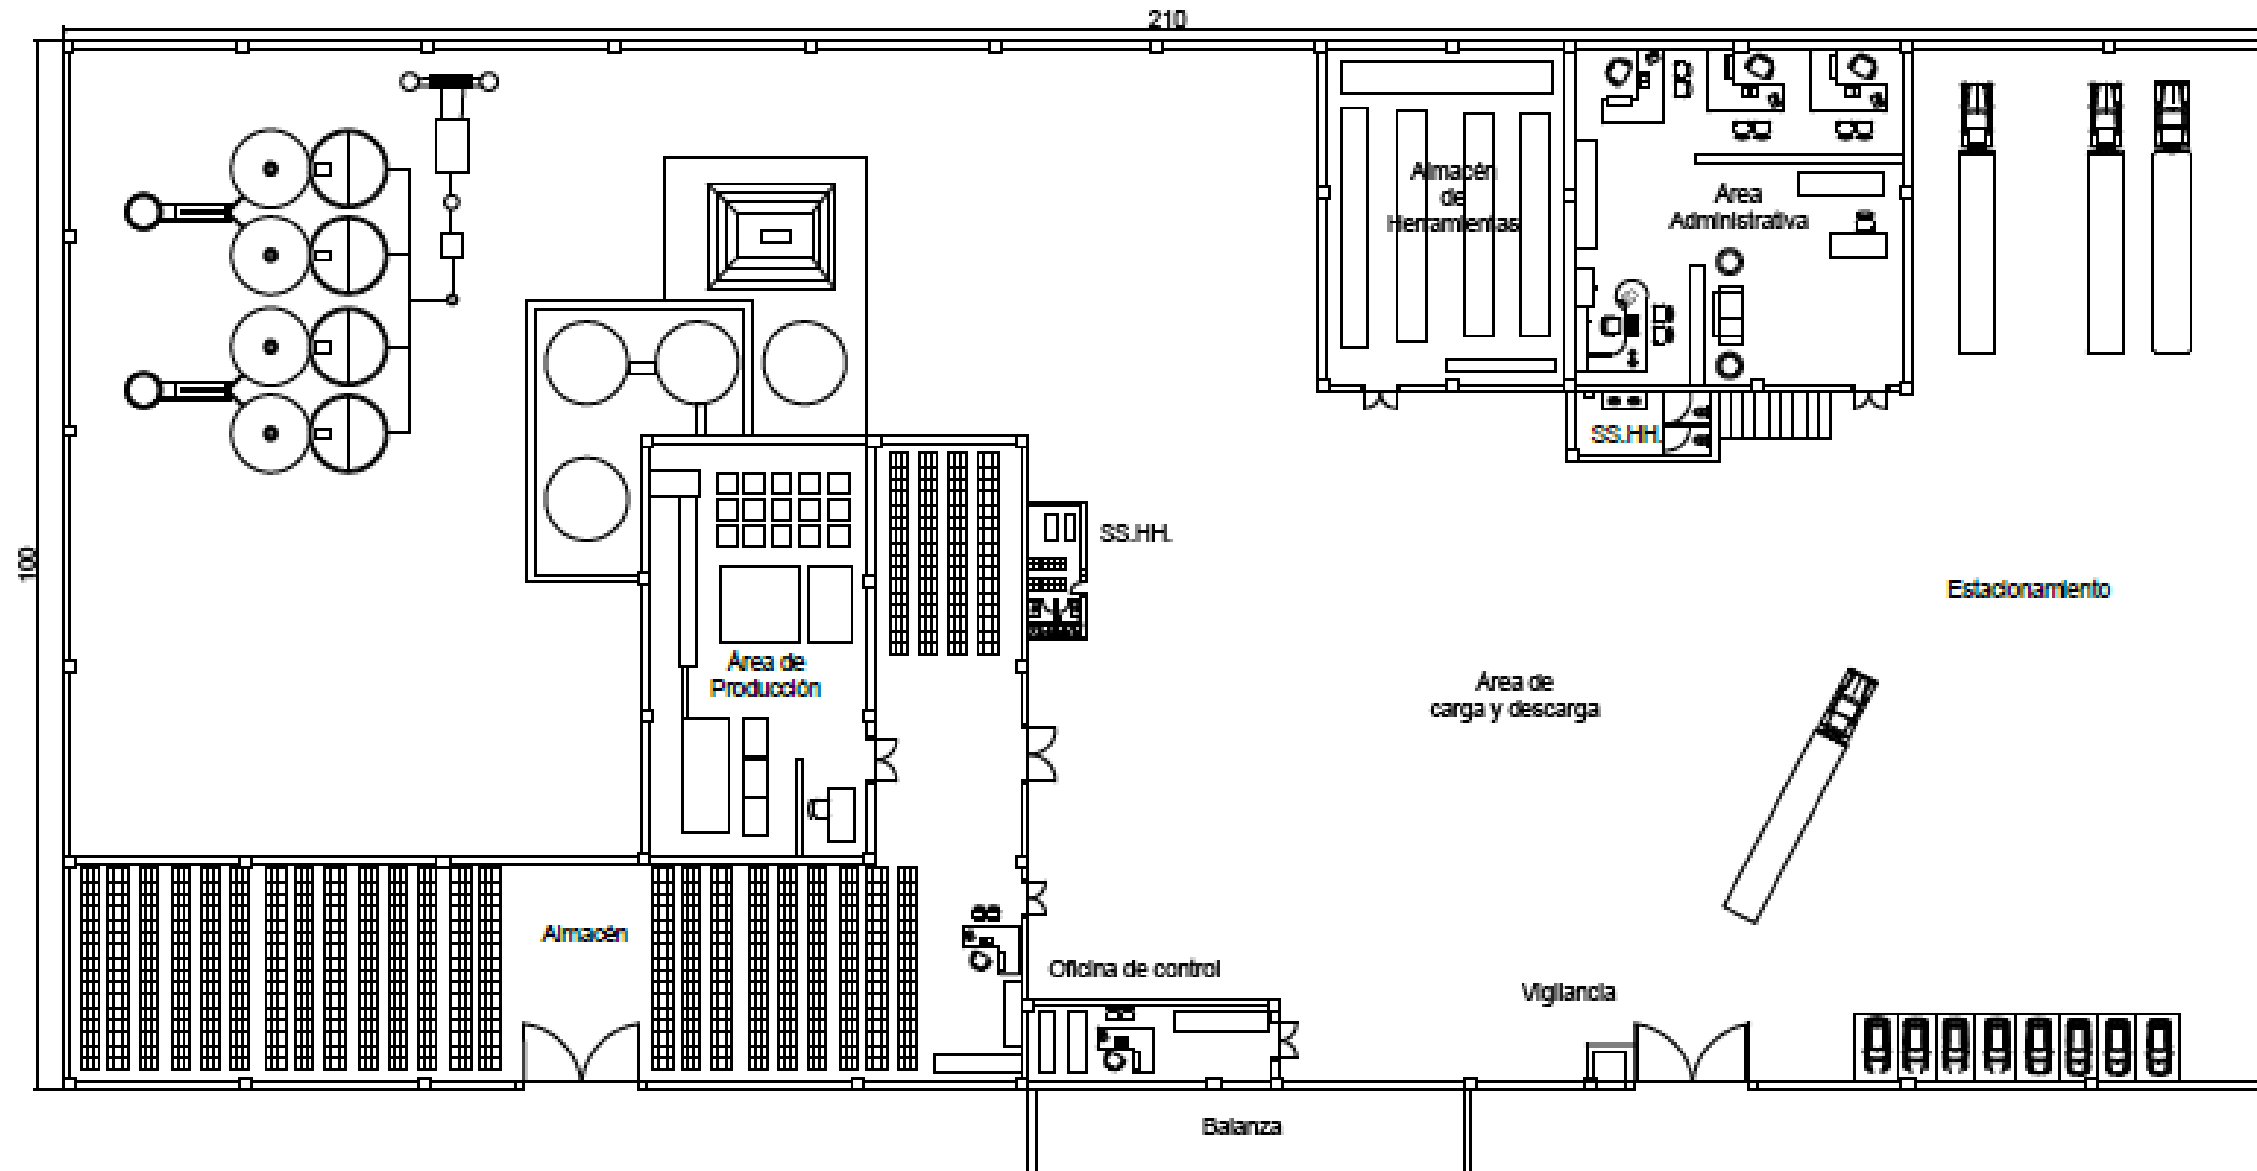 210
100
Almacén
de
Herramientas
Area
Administrativa
SS.HH.
SS.HH.
Estacionamiento
Área de
Producción
Area de
carga y descarga
Almacén
Oficina de control
Vigilancia
Balanza